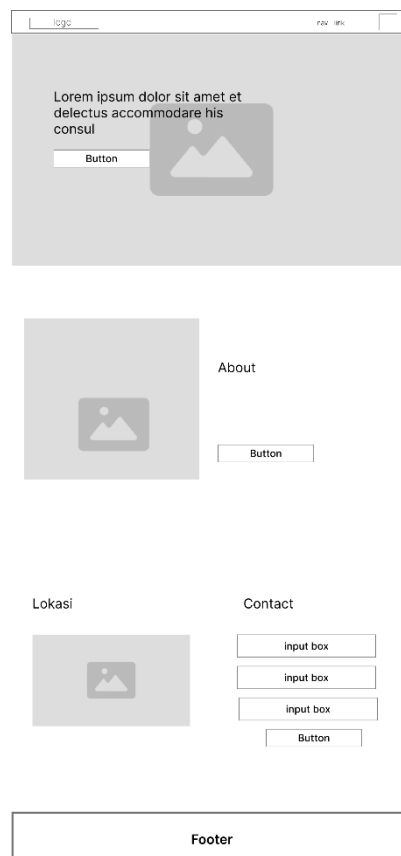 logo
nav link
Lorem ipsum dolor sit amet et
delectus accommodare his
consul
Button
About
Button
Lokasi
Contact
input box
input box
input box
Button
Footer